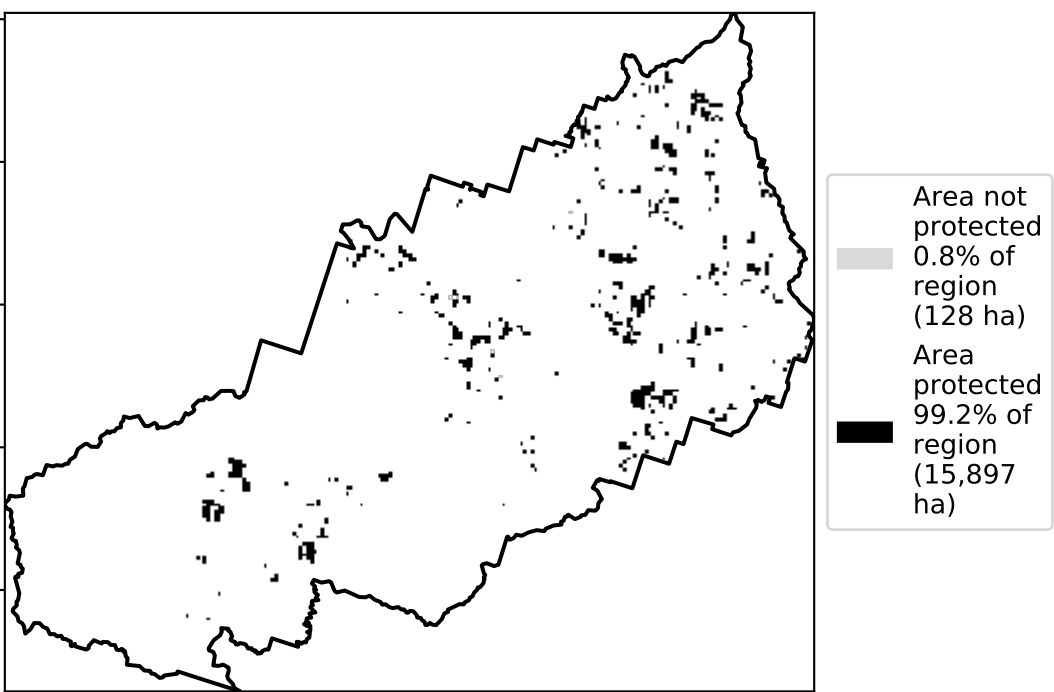 Area not
protected
0.8% of
region
(128 ha)
Area
protected
99.2% of
region
(15,897
ha)